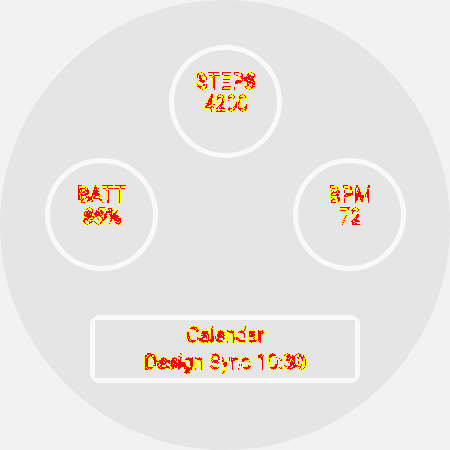 STEPS
4200
BATT
85%
BPM
72
Calendar
Design Sync 10:30